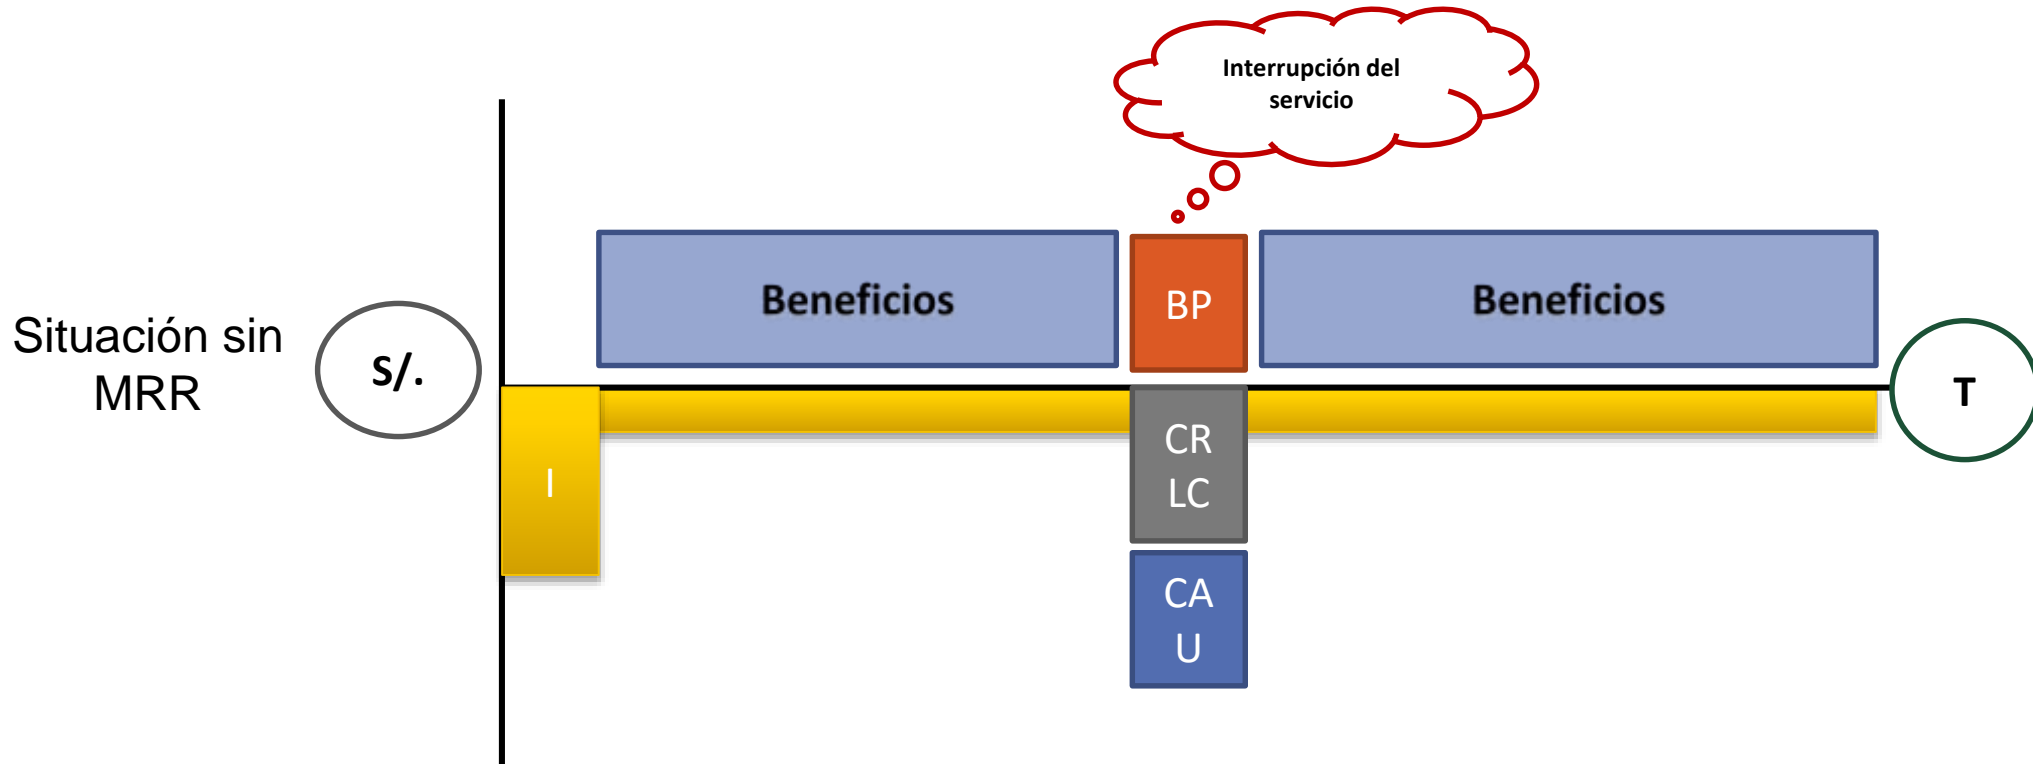 Interrupción del
servicio
Situación sin
MRR
S/.
Beneficios
BP
Beneficios
T
I
CR
LC
CA
U